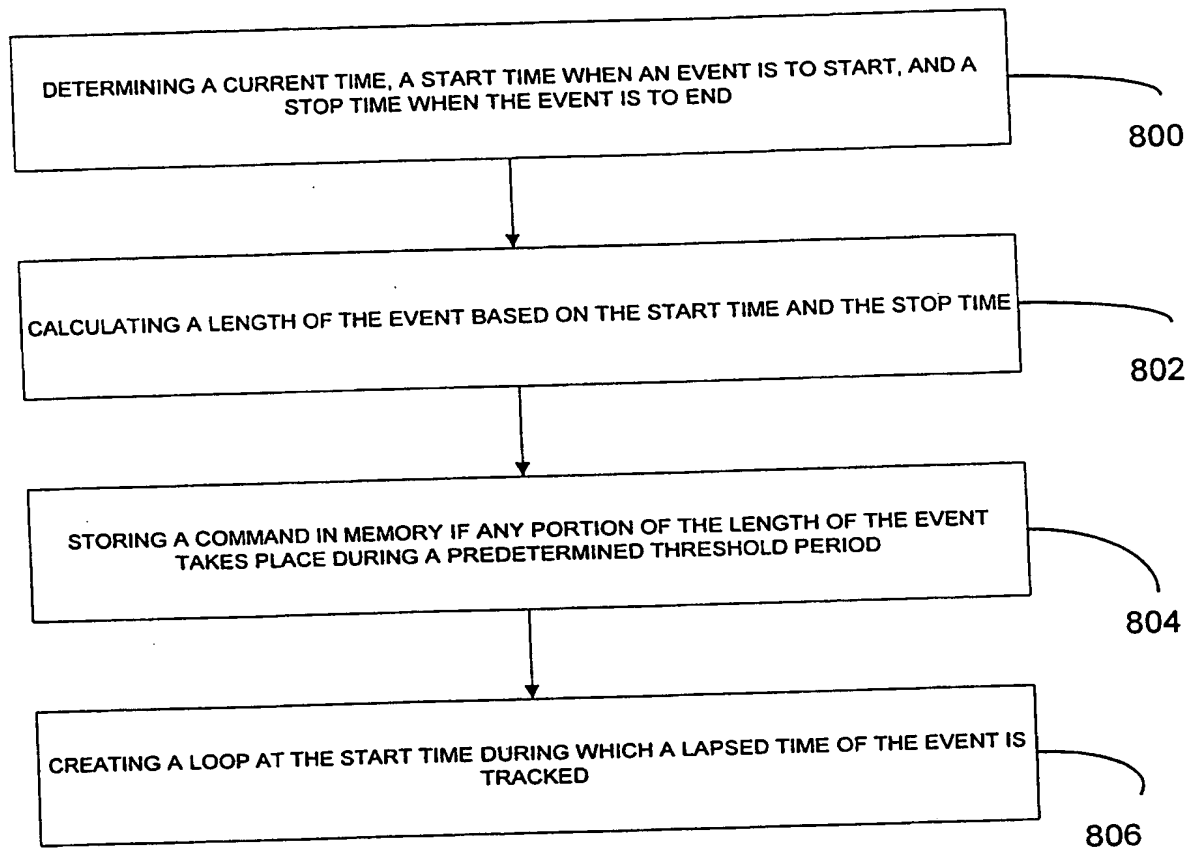 DETERMINING A CURRENT TIME, A START TIME WHEN AN EVENT IS TO START, AND A
STOP TIME WHEN THE EVENT IS TO END
800
CALCULATING A LENGTH OF THE EVENT BASED ON THE START TIME AND THE STOP TIME
802
STORING A COMMAND IN MEMORY IF ANY PORTION OF THE LENGTH OF THE EVENT
TAKES PLACE DURING A PREDETERMINED THRESHOLD PERIOD
804
CREATING A LOOP AT THE START TIME DURING WHICH A LAPSED TIME OF THE EVENT IS
TRACKED
806